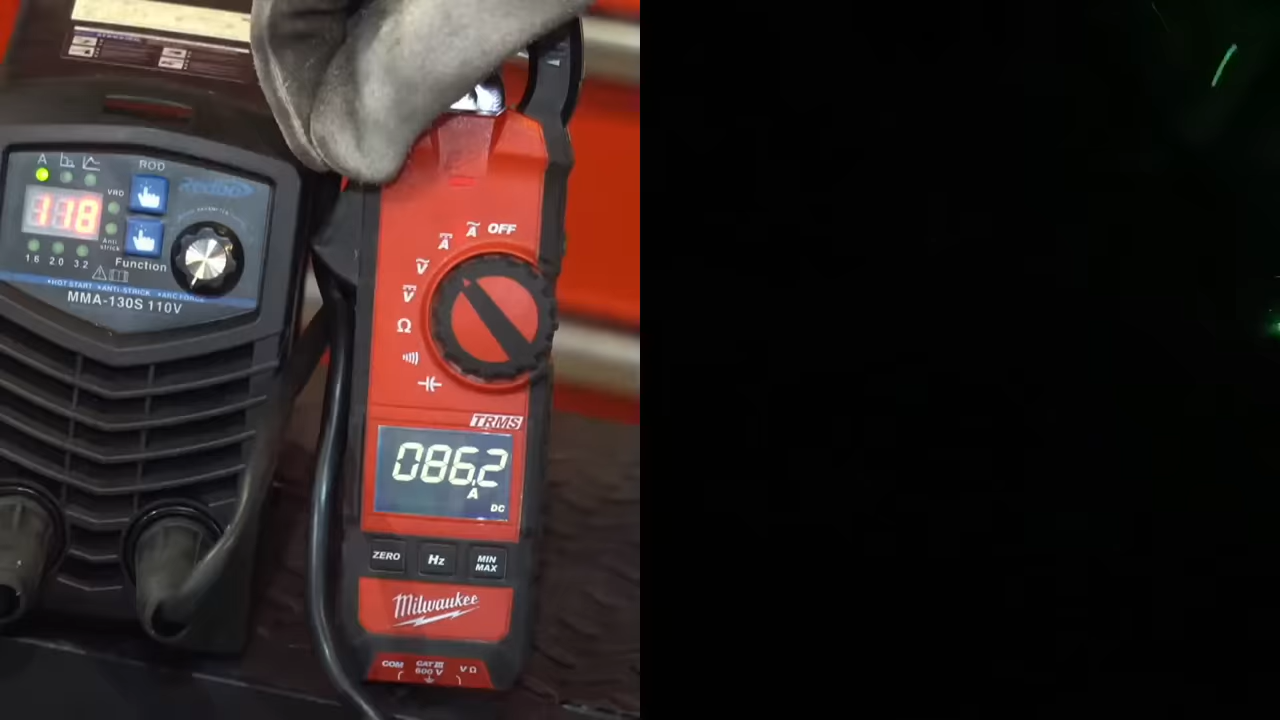 A
ROD
VRD
118
Anti
stick
1.6 2.0 3.2
Function
•HOT START •ANTI-STICK •ARC FORCE
MMA-130S 110V
OFF
A
A
V
V
Ω
TRMS
086.2
A
DC
ZERO
Hz
MIN
MAX
Milwaukee
COM
CAT III
600 V
V Ω